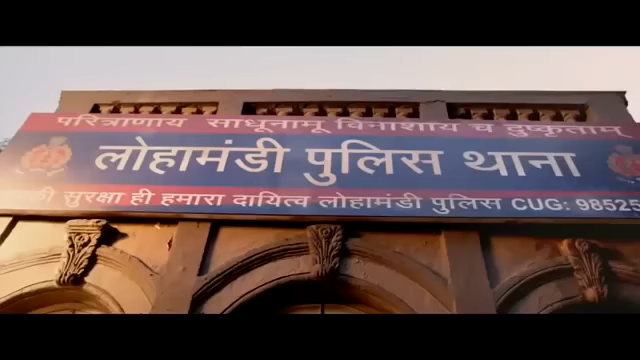 परित्राणाय साधूनामृ विनाशाय च दुष्कृताम्
लोहामंडी पुलिस थाना
की सुरक्षा ही हमारा दायित्व लोहामंडी पुलिस CUG: 98525